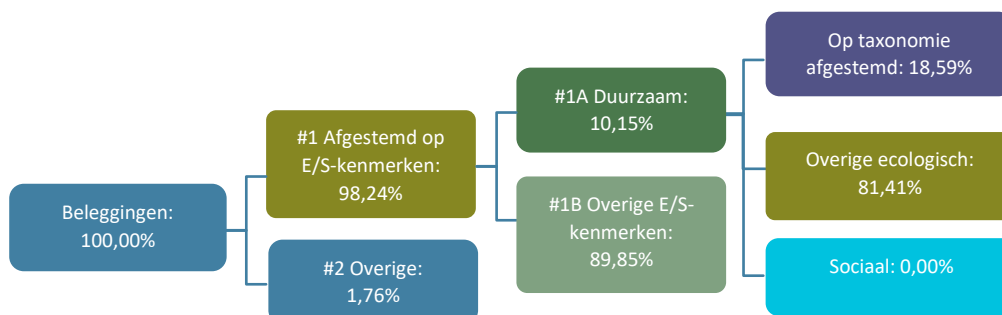 Beleggingen:
100,00%
#1 Afgestemd op
E/S-kenmerken:
98,24%
#2 Overige:
1,76%
#1A Duurzaam:
10,15%
#1B Overige E/S-
kenmerken:
89,85%
Op taxonomie
afgestemd: 18,59%
Overige ecologisch:
81,41%
Sociaal: 0,00%